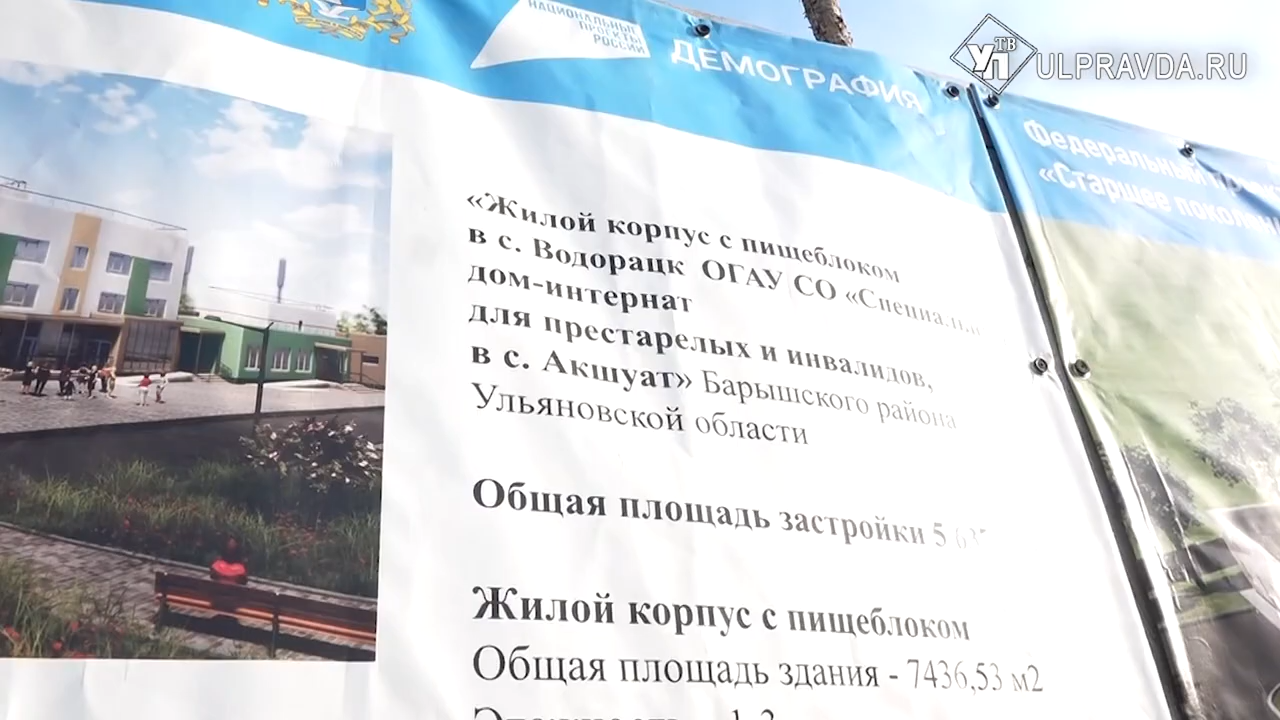 НАЦИОНАЛЬНЫЕ
ПРОЕКТЫ
РОССИИ
ДЕМОГРАФИЯ
УП ТВ ULPRAVDA.RU
Федеральный
«Старшее
«Жилой корпус с пищеблоком
в с. Водорацк ОГАУ СО
дом-интернат
для престарелых и инвалидов,
в с. Акшуат» Барышского района
Ульяновской области
Общая площадь застройки 5
Жилой корпус с пищеблоком
Общая площадь здания - 7436,53 м2